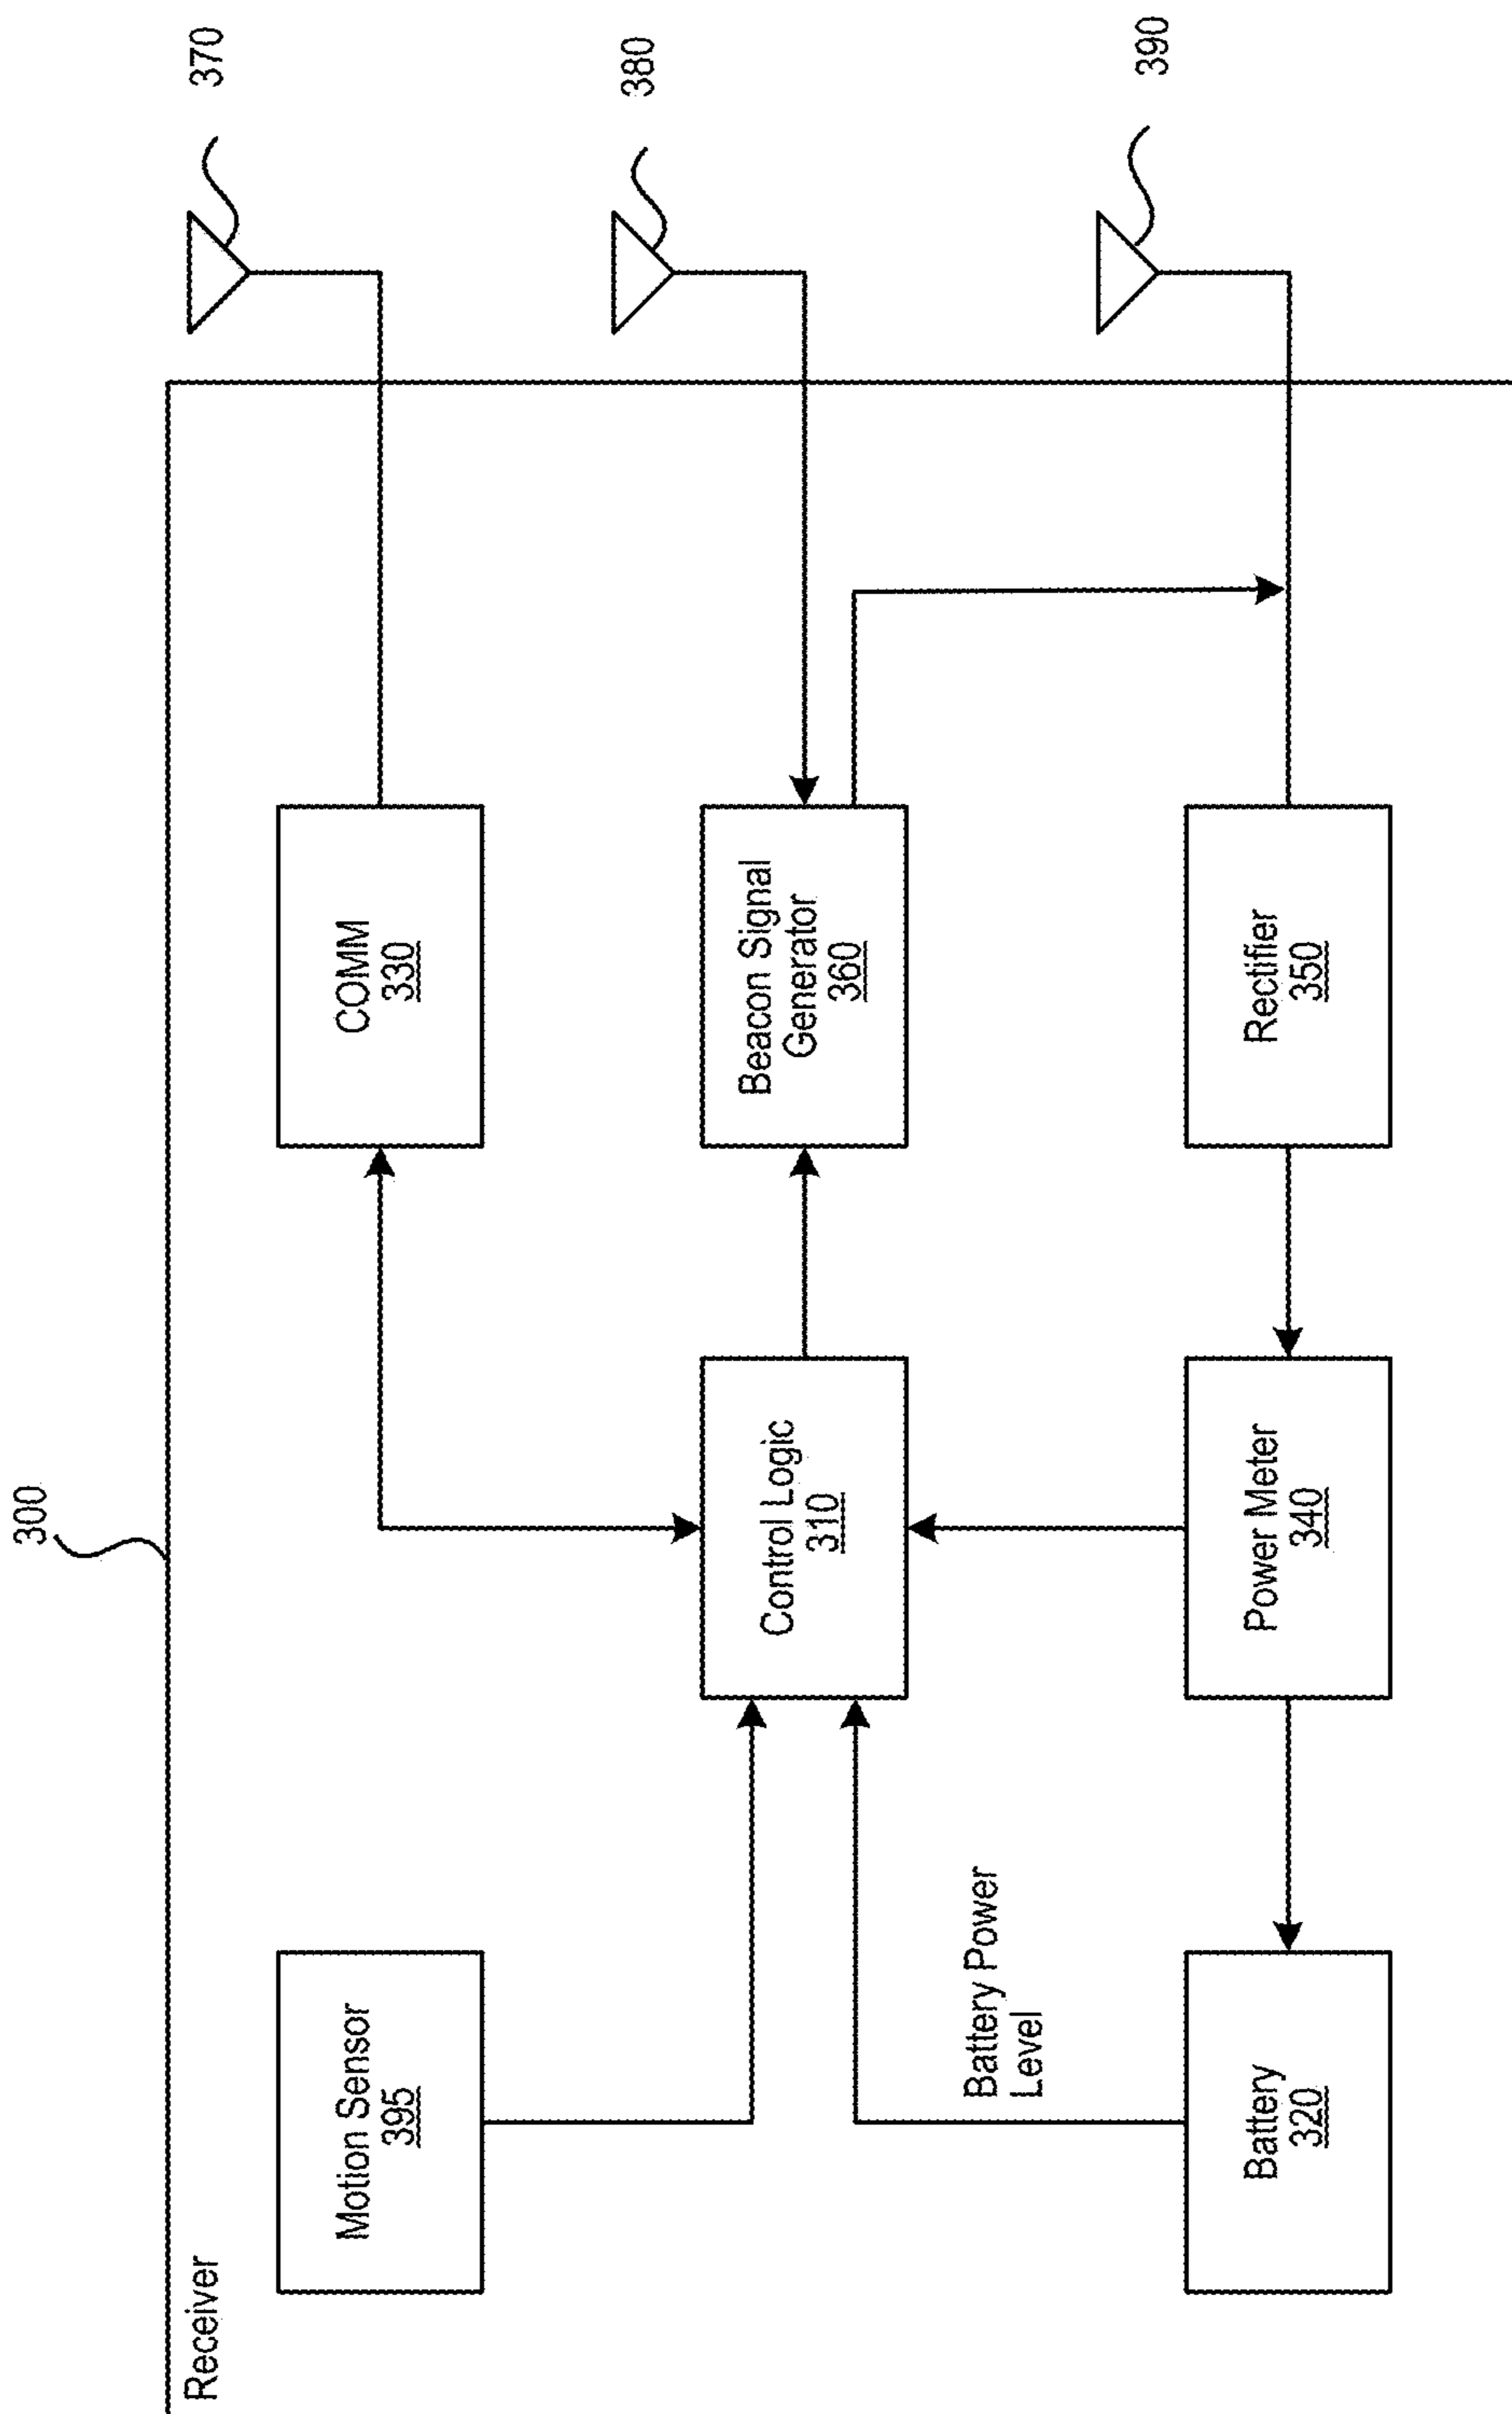 300
Receiver
370
380
390
Motion Sensor
395
COMM
330
Control Logic
310
Beacon Signal
Generator
360
Battery Power
Level
Battery
320
Power Meter
340
Rectifier
350